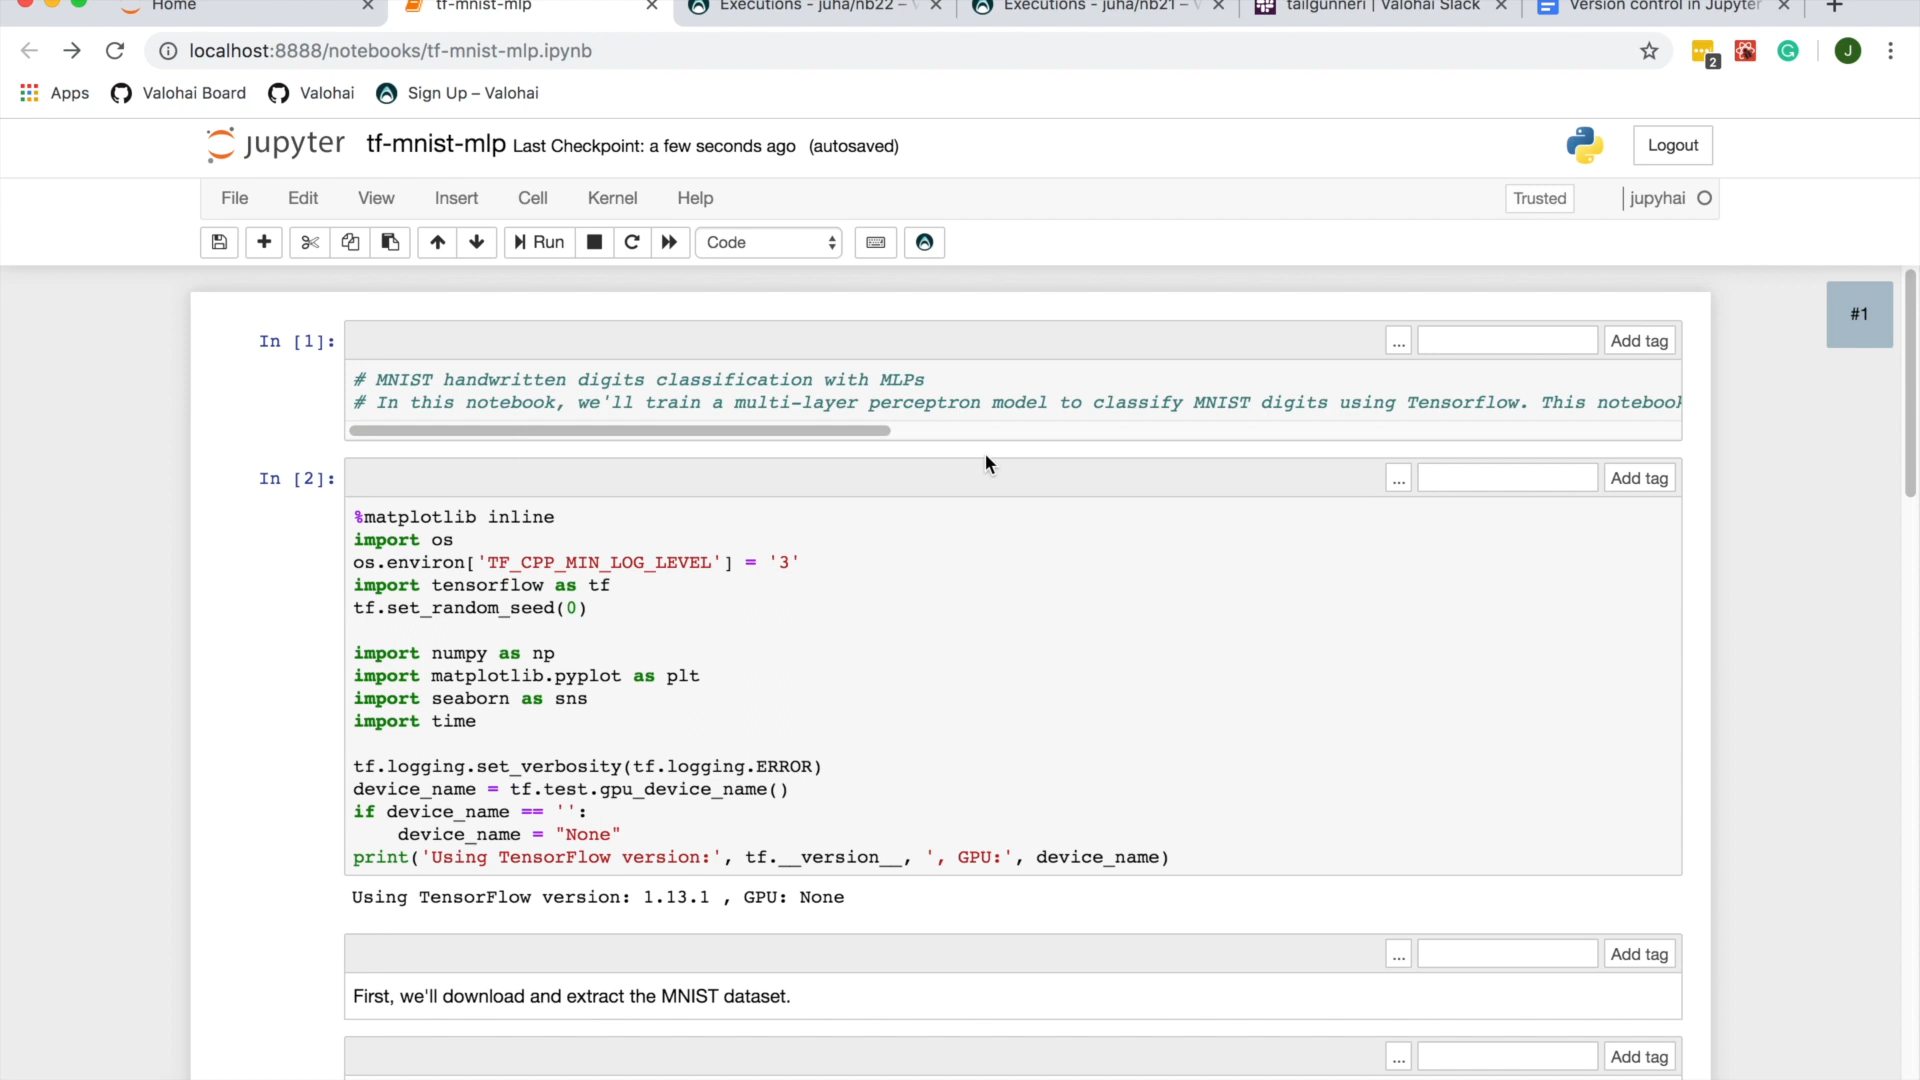 Home
tf-mnist-mlp
Executions - juha/nb22 –
Executions - juha/nb21 –
tailgunneri | Valohai Slack
Version control in Jupyter
localhost:8888/notebooks/tf-mnist-mlp.ipynb
2
J
Apps
Valohai Board
Valohai
Sign Up – Valohai
jupyter
tf-mnist-mlp Last Checkpoint: a few seconds ago (autosaved)
Logout
File Edit View Insert Cell Kernel Help
Trusted
jupyhai
Run
Code
#1
In [1]:
...
Add tag
# MNIST handwritten digits classification with MLPs
# In this notebook, we'll train a multi-layer perceptron model to classify MNIST digits using Tensorflow. This notebook
In [2]:
...
Add tag
%matplotlib inline
import os
os.environ['TF_CPP_MIN_LOG_LEVEL'] = '3'
import tensorflow as tf
tf.set_random_seed(0)
import numpy as np
import matplotlib.pyplot as plt
import seaborn as sns
import time
tf.logging.set_verbosity(tf.logging.ERROR)
device_name = tf.test.gpu_device_name()
if device_name == '':
    device_name = "None"
print('Using TensorFlow version:', tf.__version__, ', GPU:', device_name)
Using TensorFlow version: 1.13.1 , GPU: None
...
Add tag
First, we'll download and extract the MNIST dataset.
...
Add tag